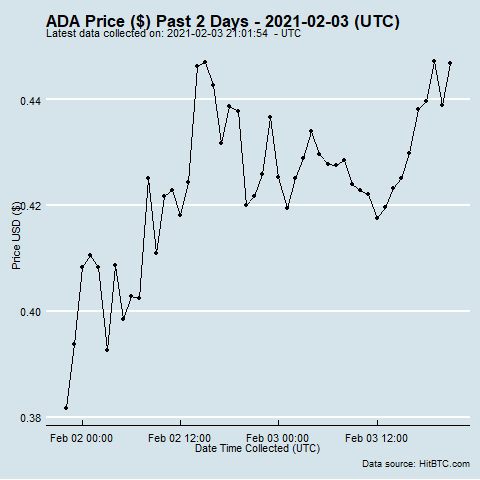 ADA Price ($) Past 2 Days - 2021-02-03 (UTC)
Latest data collected on: 2021-02-03 21:01:54 - UTC
Price USD ($)
0.44
0.42
0.40
0.38
Feb 02 00:00 Feb 02 12:00 Feb 03 00:00 Feb 03 12:00
Date Time Collected (UTC)
Data source: HitBTC.com